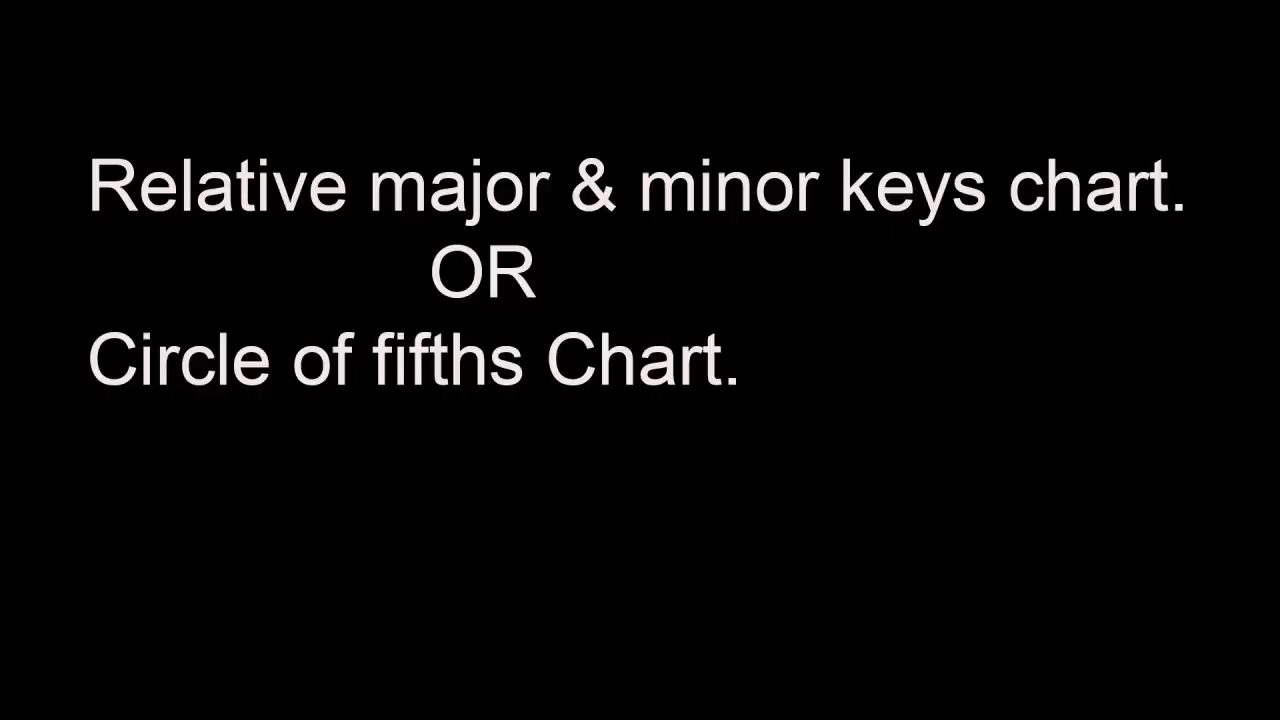 Relative major & minor keys chart.
OR
Circle of fifths Chart.